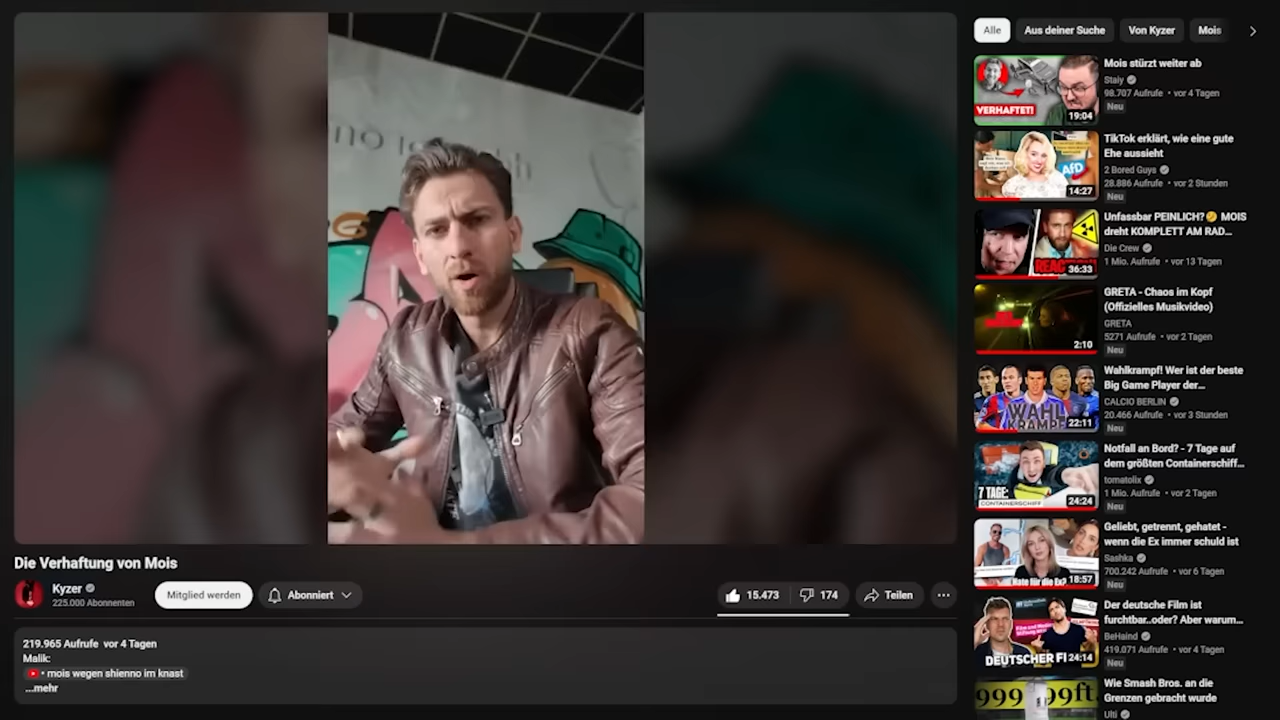 Alle
Aus deiner Suche
Von Kyzer
Mois
Mois stürzt weiter ab
Staiy
98.707 Aufrufe • vor 4 Tagen
Neu
VERHAFTET!
19:04
TikTok erklärt, wie eine gute
Ehe aussieht
2 Bored Guys
28.886 Aufrufe • vor 2 Stunden
Neu
AfD
14:27
Unfassbar PEINLICH?🤣 MOIS
dreht KOMPLETT AM RAD...
Die Crew
1 Mio. Aufrufe • vor 13 Tagen
36:33
GRETA - Chaos im Kopf
(Offizielles Musikvideo)
GRETA
5271 Aufrufe • vor 2 Tagen
Neu
2:10
Wahlkrampf! Wer ist der beste
Big Game Player der...
CALCIO BERLIN
20.466 Aufrufe • vor 3 Stunden
Neu
WAHL
KRAMPF
22:11
Notfall an Bord? - 7 Tage auf
dem größten Containerschiff...
tomatolix
1 Mio. Aufrufe • vor 2 Tagen
Neu
7 TAGE:
CONTAINERSCHIFF
24:24
Geliebt, getrennt, gehatet -
wenn die Ex immer schuld ist
Sashka
700.242 Aufrufe • vor 6 Tagen
Neu
Hate für die Ex?
18:57
Der deutsche Film ist
furchtbar..oder? Aber warum...
BeHaind
419.071 Aufrufe • vor 4 Tagen
Neu
DEUTSCHER FI
24:14
Wie Smash Bros. an die
Grenzen gebracht wurde
Ulti
999
99ft
Die Verhaftung von Mois
Kyzer
225.000 Abonnenten
Mitglied werden
Abonniert
15.473
174
Teilen
219.965 Aufrufe vor 4 Tagen
Malik:
• mois wegen shienno im knast
...mehr